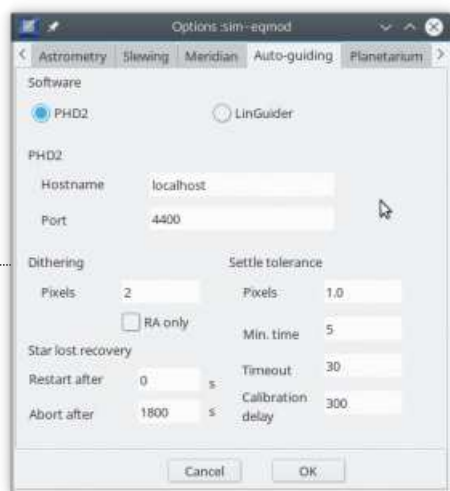 Options :sim-eqmod
Astrometry Slewing Meridian Auto-guiding Planetarium
Software
PHD2 LinGuider
PHD2
Hostname localhost
Port 4400
Dithering Settle tolerance
Pixels 2 Pixels 1.0
RA only
Min. time 5
Star lost recovery
Timeout 30
Restart after 0 s
Calibration delay 300
Abort after 1800 s
Cancel OK